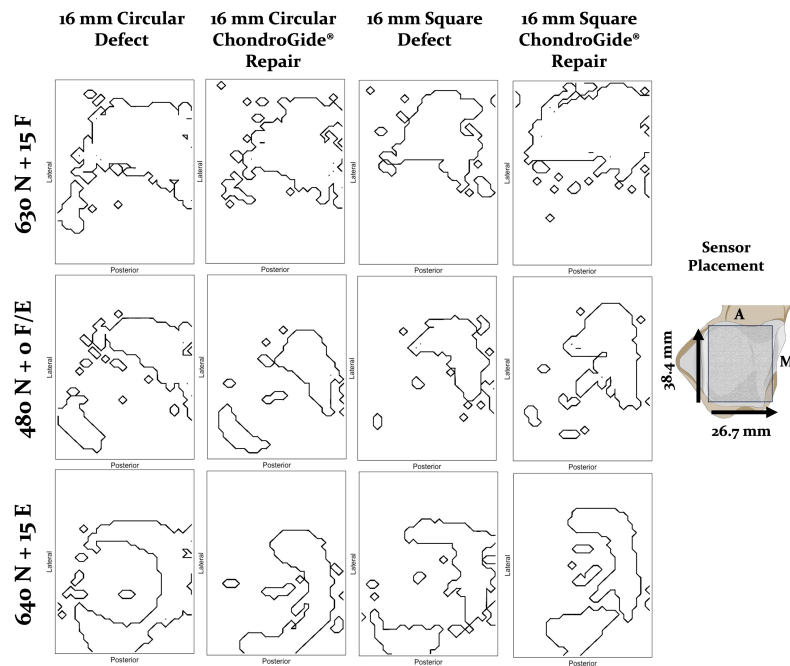 16 mm Circular
Defect
16 mm Circular
ChondroGide®
Repair
16 mm Square
Defect
16 mm Square
ChondroGide®
Repair
630 N + 15 F
Lateral
Lateral
Lateral
Lateral
Posterior
Posterior
Posterior
Posterior
480 N + 0 F/E
Lateral
Lateral
Lateral
Lateral
Posterior
Posterior
Posterior
Posterior
640 N + 15 E
Lateral
Lateral
Lateral
Lateral
Posterior
Posterior
Posterior
Posterior
Sensor
Placement
A
M
38.4 mm
26.7 mm